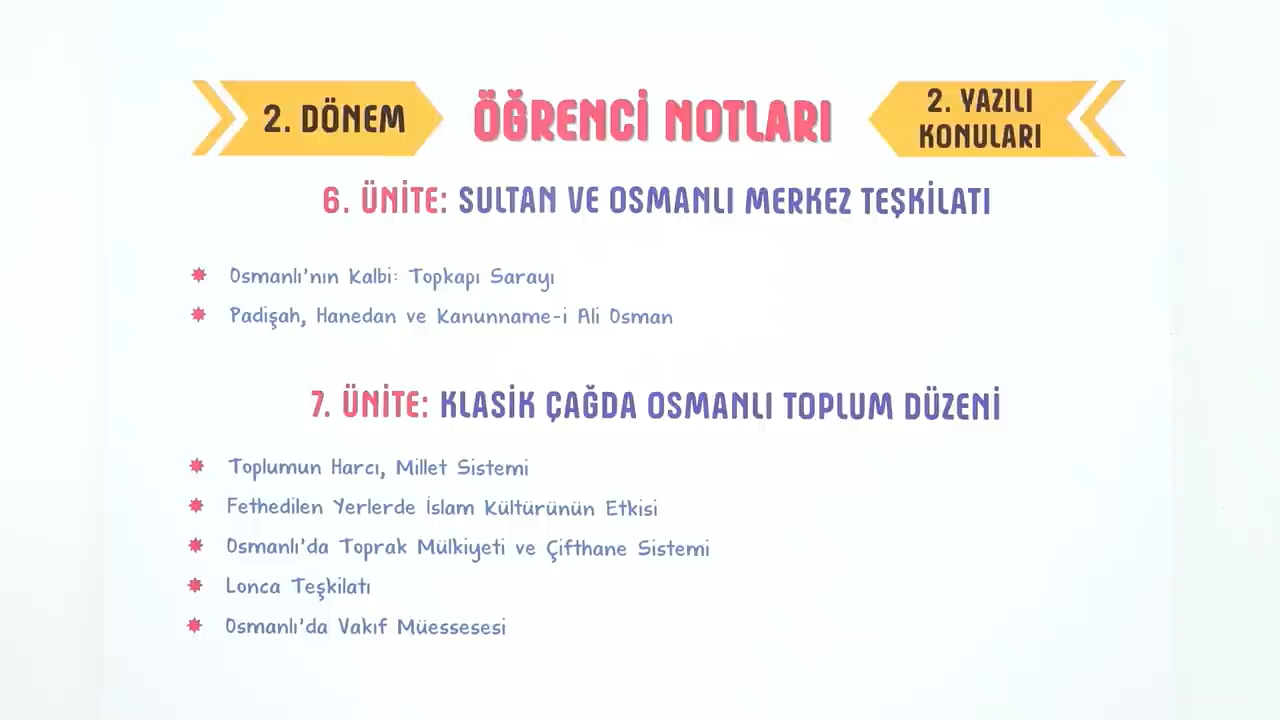 2. DÖNEM
ÖĞRENCİ NOTLARI
2. YAZILI
KONULARI
6. ÜNİTE: SULTAN VE OSMANLI MERKEZ TEŞKİLATI
Osmanlı'nın Kalbi: Topkapı Sarayı
Padişah, Hanedan ve Kanunname-i Ali Osman
7. ÜNİTE: KLASİK ÇAĞDA OSMANLI TOPLUM DÜZENİ
Toplumun Harcı, Millet Sistemi
Fethedilen Yerlerde İslam Kültürünün Etkisi
Osmanlı'da Toprak Mülkiyeti ve Çifthane Sistemi
Lonca Teşkilatı
Osmanlı'da Vakıf Müessesesi